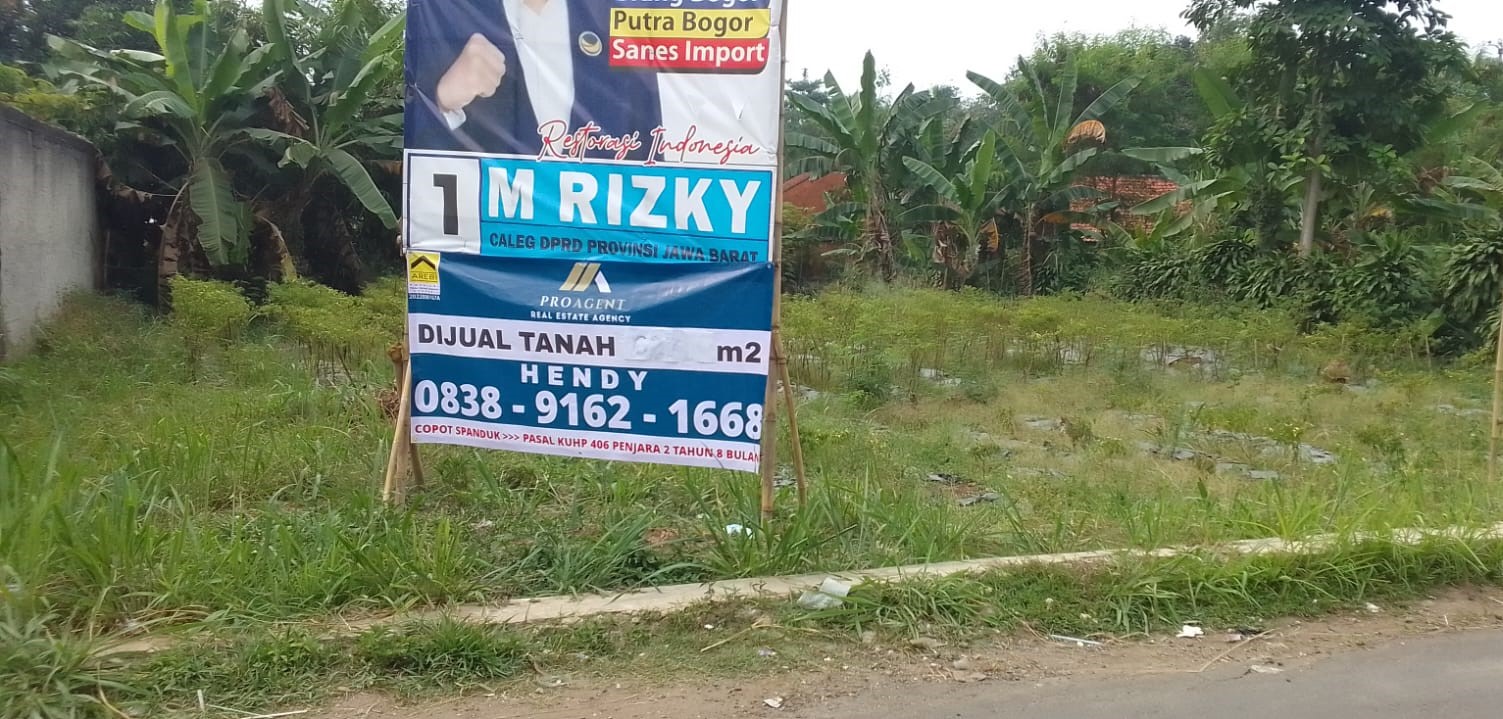 Putra Bogor
Sanes Import
Restorasi Indonesia
1
M RIZKY
CALEG DPRD PROVINSI JAWA BARAT
AREBI
PROAGENT
REAL ESTATE AGENCY
DIJUAL TANAH m2
HENDY
0838 - 9162 - 1668
COPOT SPANDUK >>> PASAL KUHP 406 PENJARA 2 TAHUN 8 BULAN